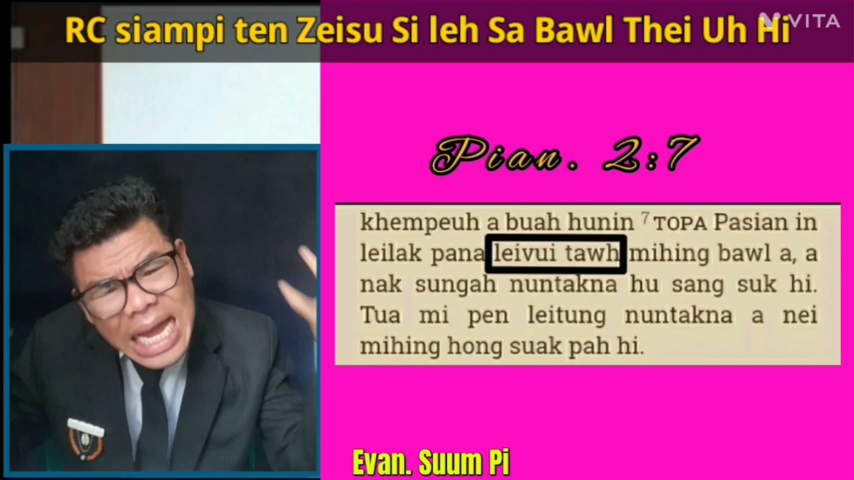 RC siampi ten Zeisu Si leh Sa Bawl Thei Uh Hi
VITA
Pian. 2:7
khempeuh a buah hunin ⁷TOPA Pasian in
leilak pana leivui tawh mihing bawl a, a
nak sungah nuntakna hu sang suk hi.
Tua mi pen leitung nuntakna a nei
mihing hong suak pah hi.
Evan. Suum Pi